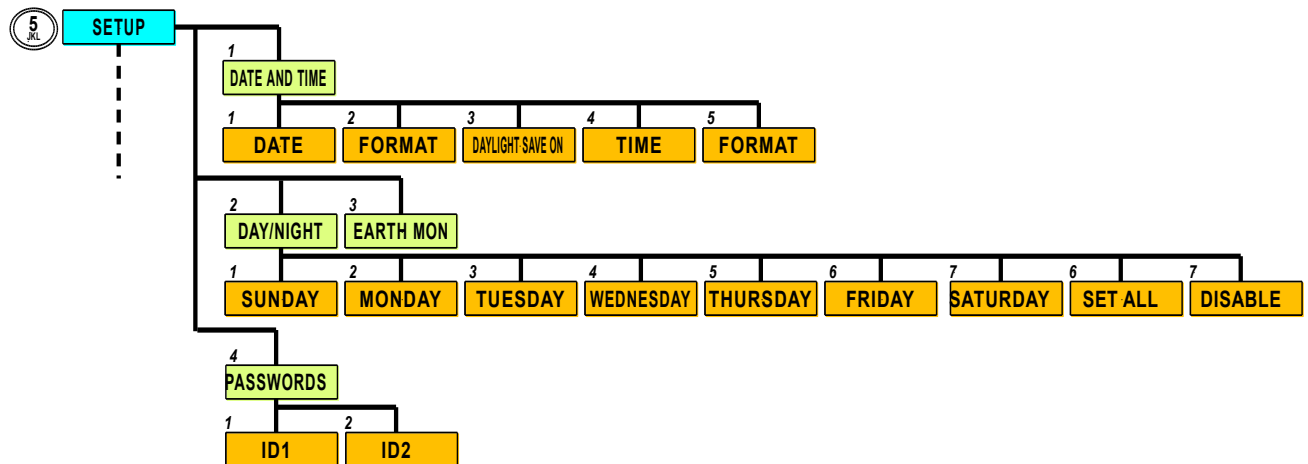 5
JKL
SETUP
1
DATE AND TIME
1 2 3 4 5
DATE FORMAT DAYLIGHT SAVE ON TIME FORMAT
2 3
DAY/NIGHT EARTH MON
1 2 3 4 5 6 7 6 7
SUNDAY MONDAY TUESDAY WEDNESDAY THURSDAY FRIDAY SATURDAY SET ALL DISABLE
4
PASSWORDS
1 2
ID1 ID2